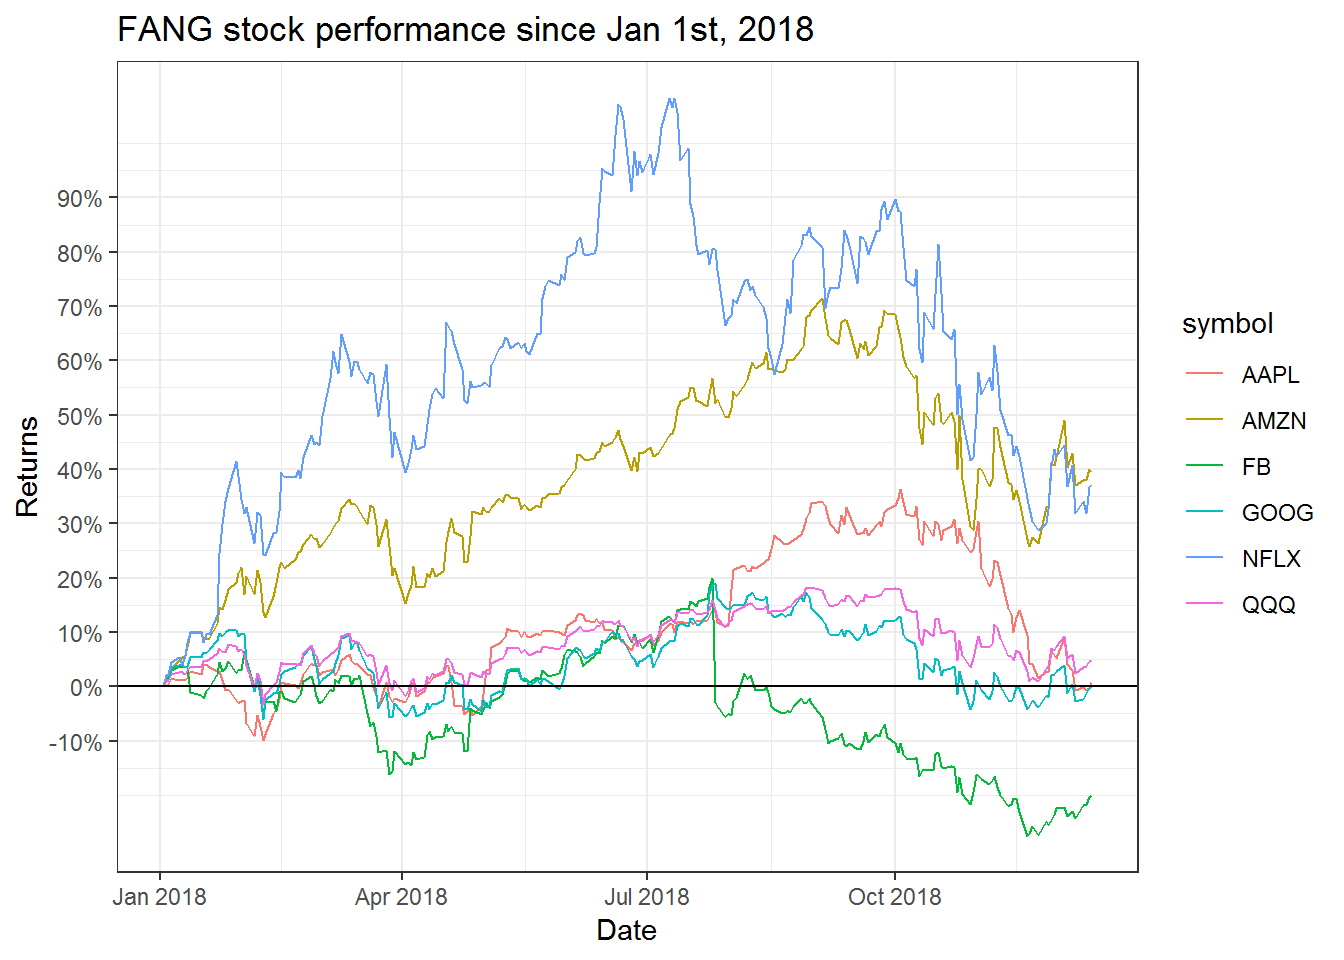 FANG stock performance since Jan 1st, 2018
Returns
90%
80%
70%
60%
50%
40%
30%
20%
10%
0%
-10%
Jan 2018 Apr 2018 Jul 2018 Oct 2018
Date
symbol
AAPL
AMZN
FB
GOOG
NFLX
QQQ